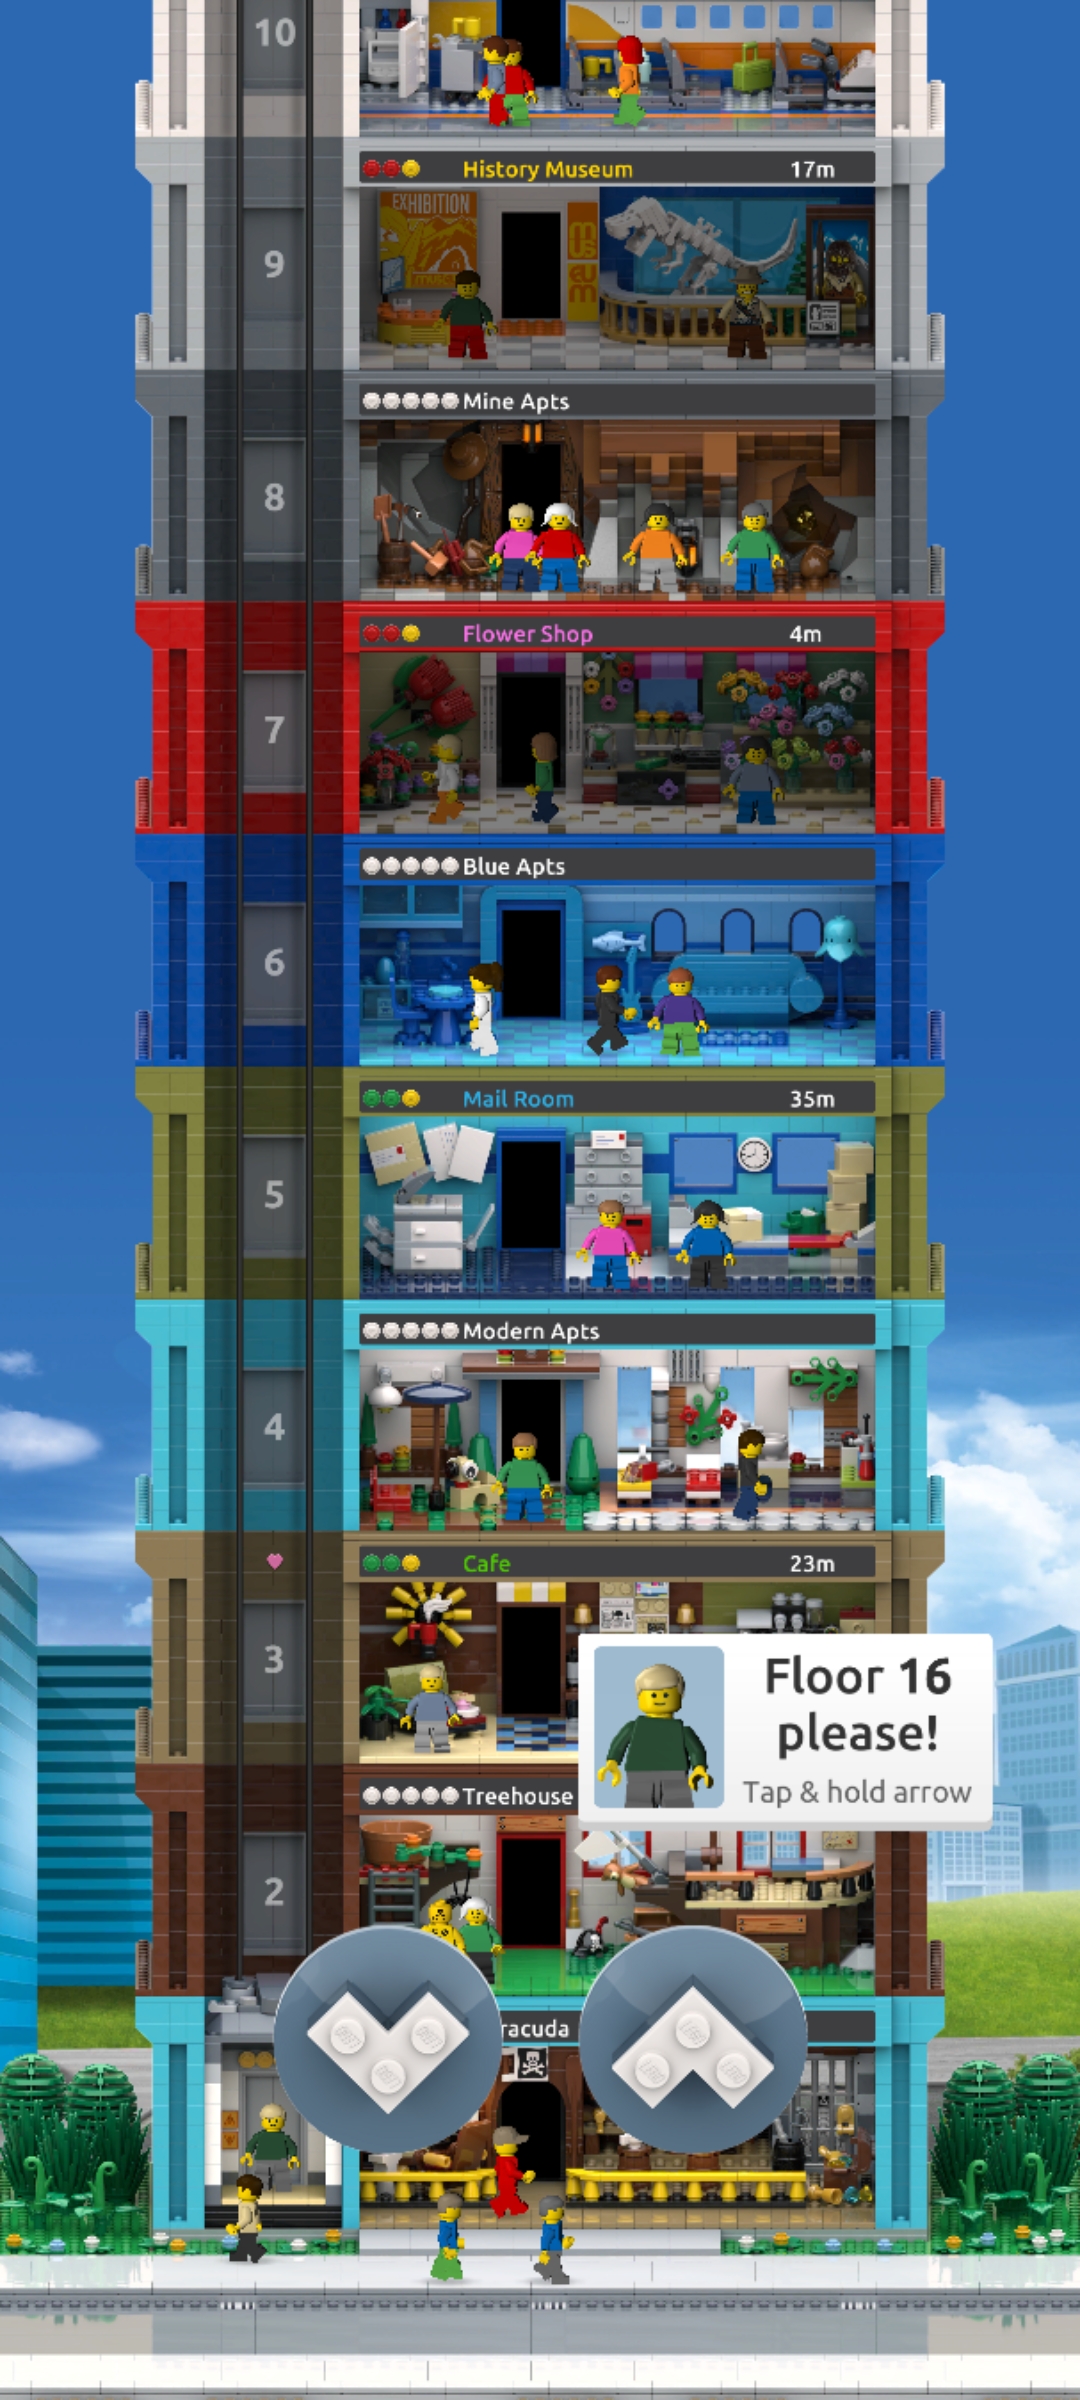 10
History Museum 17m
EXHIBITION
9
Mine Apts
8
Flower Shop 4m
7
Blue Apts
6
Mail Room 35m
5
Modern Apts
4
Cafe 23m
3
Floor 16
please!
Tap & hold arrow
Treehouse
2
racuda